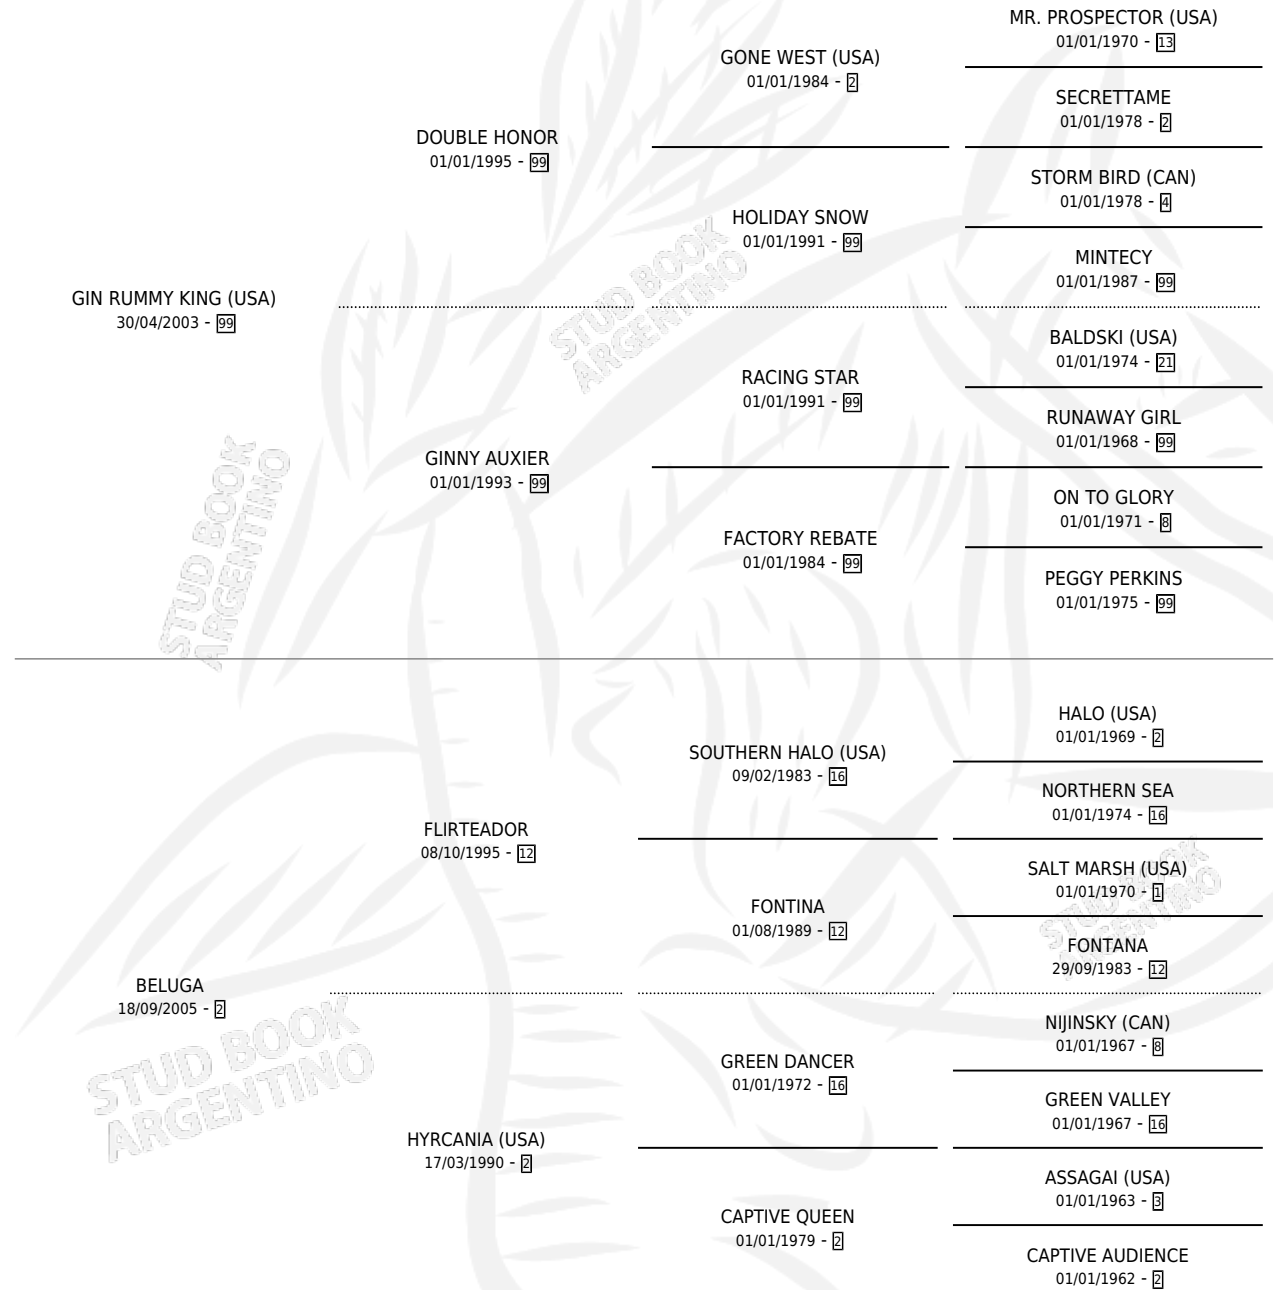 MR. PROSPECTOR (USA)
01/01/1970 - 13
GONE WEST (USA)
01/01/1984 - 2
SECRETTAME
01/01/1978 - 2
DOUBLE HONOR
01/01/1995 - 99
STORM BIRD (CAN)
01/01/1978 - 4
HOLIDAY SNOW
01/01/1991 - 99
MINTECY
01/01/1987 - 99
GIN RUMMY KING (USA)
30/04/2003 - 99
STUD BOOK
ARGENTINO
BALDSKI (USA)
01/01/1974 - 21
RACING STAR
01/01/1991 - 99
RUNAWAY GIRL
01/01/1968 - 99
GINNY AUXIER
01/01/1993 - 99
ON TO GLORY
01/01/1971 - 8
FACTORY REBATE
01/01/1984 - 99
PEGGY PERKINS
01/01/1975 - 99
STUD BOOK
ARGENTINO
HALO (USA)
01/01/1969 - 2
SOUTHERN HALO (USA)
09/02/1983 - 16
NORTHERN SEA
01/01/1974 - 16
FLIRTEADOR
08/10/1995 - 12
SALT MARSH (USA)
01/01/1970 - 1
FONTINA
01/08/1989 - 12
STUD BOOK
ARGENTINO
FONTANA
29/09/1983 - 12
BELUGA
18/09/2005 - 2
STUD BOOK
ARGENTINO
NIJINSKY (CAN)
01/01/1967 - 8
GREEN DANCER
01/01/1972 - 16
GREEN VALLEY
01/01/1967 - 16
HYRCANIA (USA)
17/03/1990 - 2
ASSAGAI (USA)
01/01/1963 - 3
CAPTIVE QUEEN
01/01/1979 - 2
CAPTIVE AUDIENCE
01/01/1962 - 2